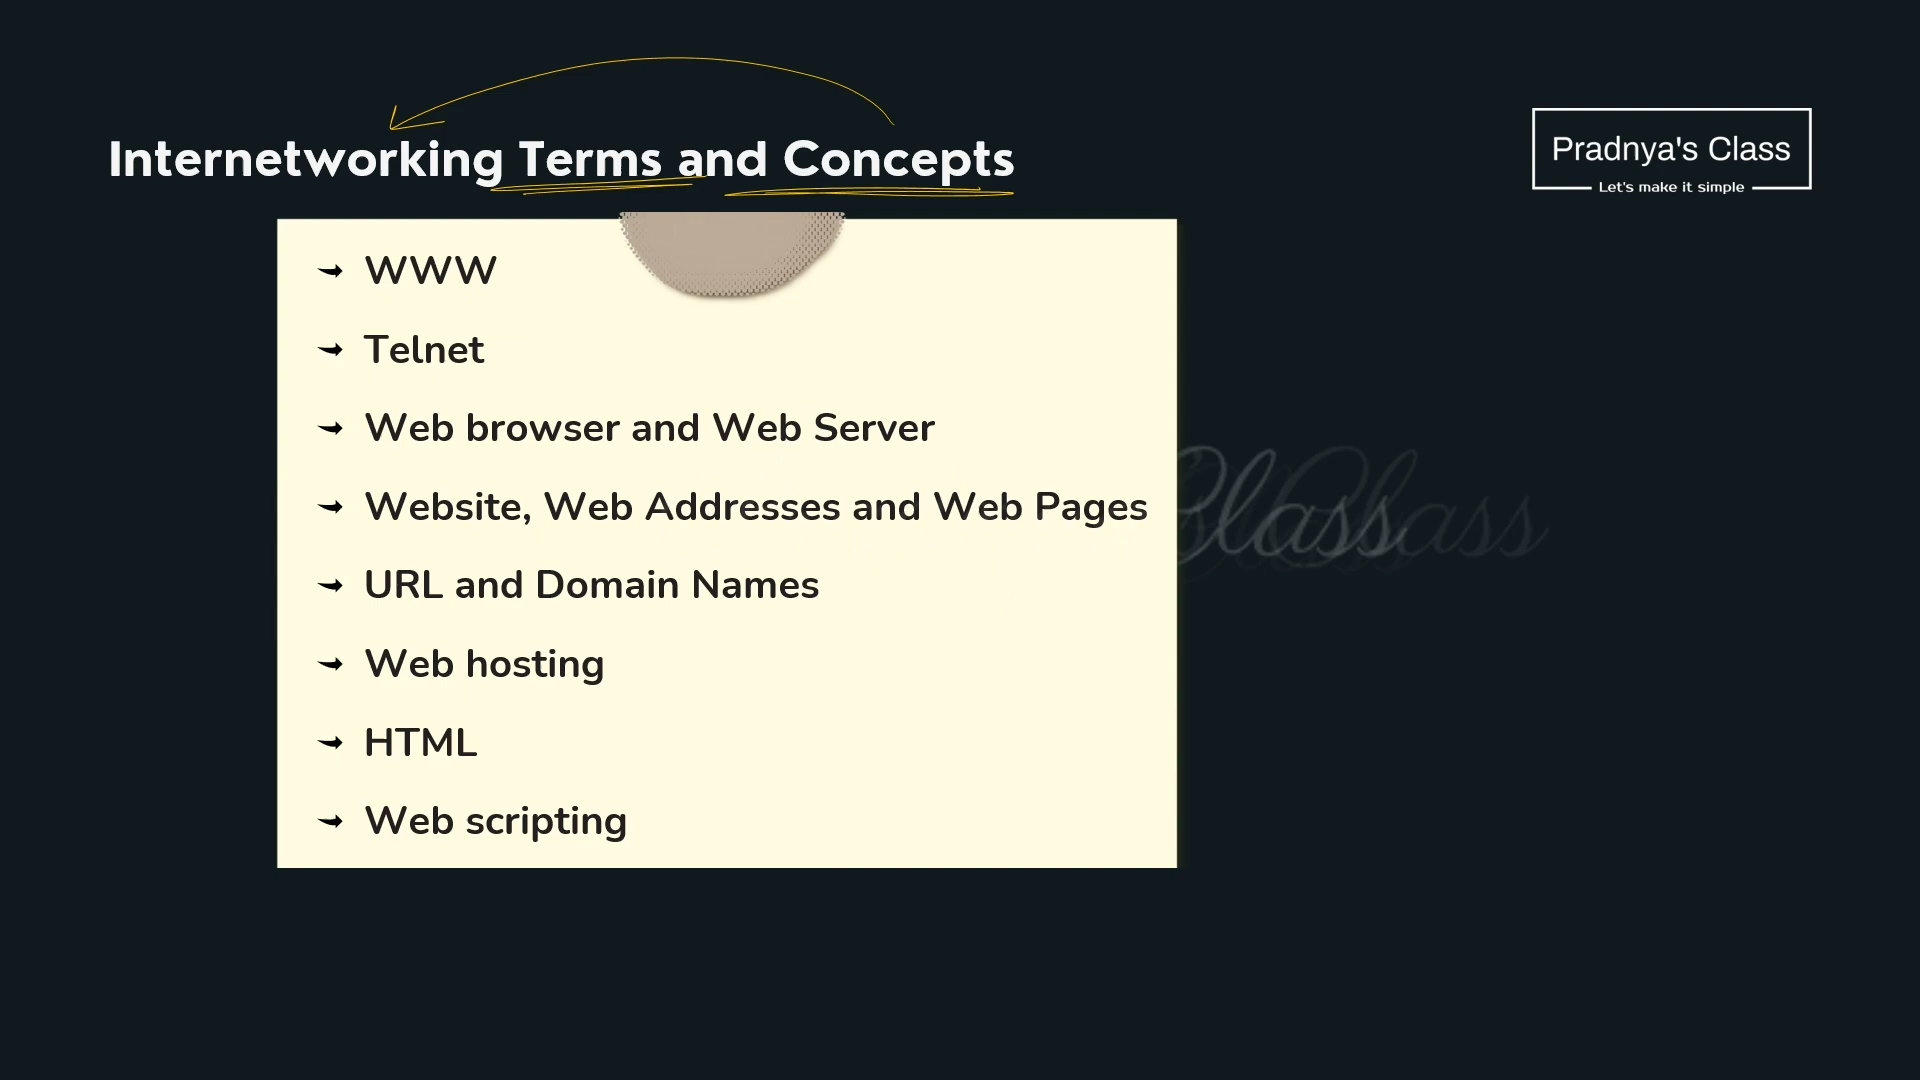 Internetworking Terms and Concepts
Pradnya's Class
Let's make it simple
WWW
Telnet
Web browser and Web Server
Website, Web Addresses and Web Pages
URL and Domain Names
Web hosting
HTML
Web scripting
Class